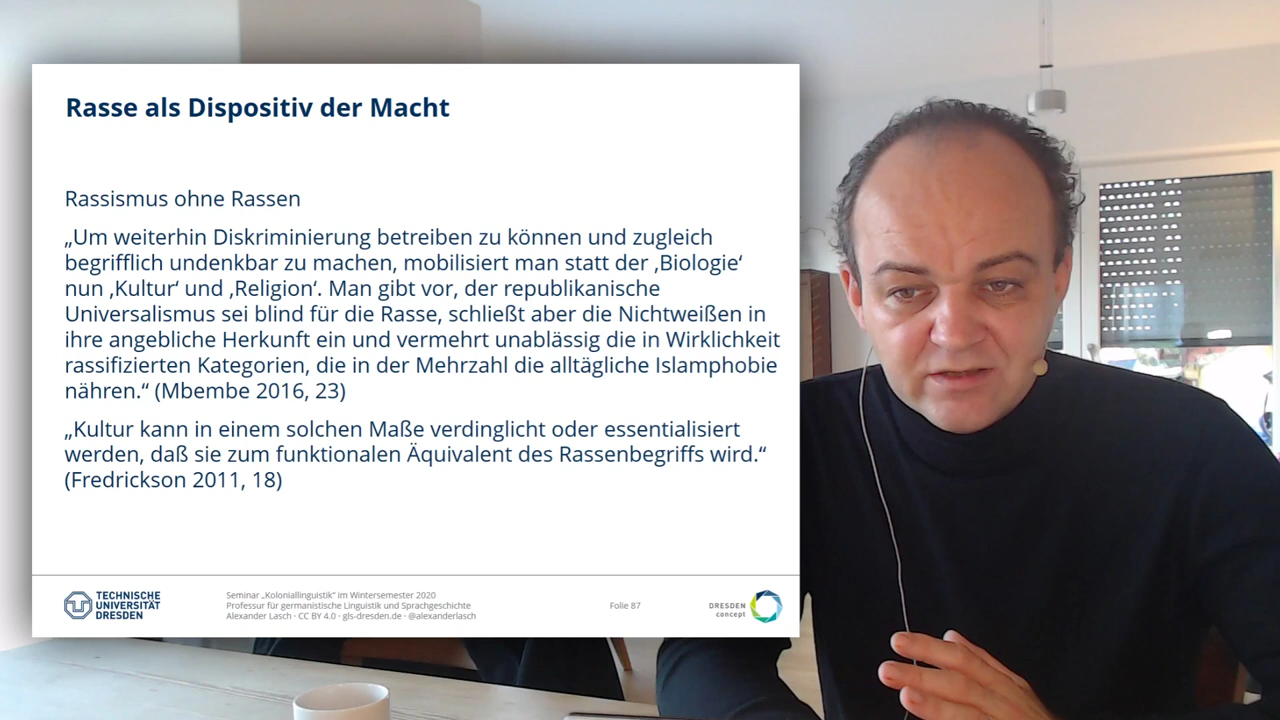 Rasse als Dispositiv der Macht
Rassismus ohne Rassen
„Um weiterhin Diskriminierung betreiben zu können und zugleich
begrifflich undenkbar zu machen, mobilisiert man statt der ‚Biologie‘
nun ‚Kultur‘ und ‚Religion‘. Man gibt vor, der republikanische
Universalismus sei blind für die Rasse, schließt aber die Nichtweißen in
ihre angebliche Herkunft ein und vermehrt unablässig die in Wirklichkeit
rassifizierten Kategorien, die in der Mehrzahl die alltägliche Islamphobie
nähren.“ (Mbembe 2016, 23)
„Kultur kann in einem solchen Maße verdinglicht oder essentialisiert
werden, daß sie zum funktionalen Äquivalent des Rassenbegriffs wird.“
(Fredrickson 2011, 18)
TECHNISCHE
UNIVERSITÄT
DRESDEN
Seminar „Koloniallinguistik“ im Wintersemester 2020
Professur für germanistische Linguistik und Sprachgeschichte
Alexander Lasch · CC BY 4.0 · gls-dresden.de · @alexanderlasch
Folie 87
DRESDEN
concept